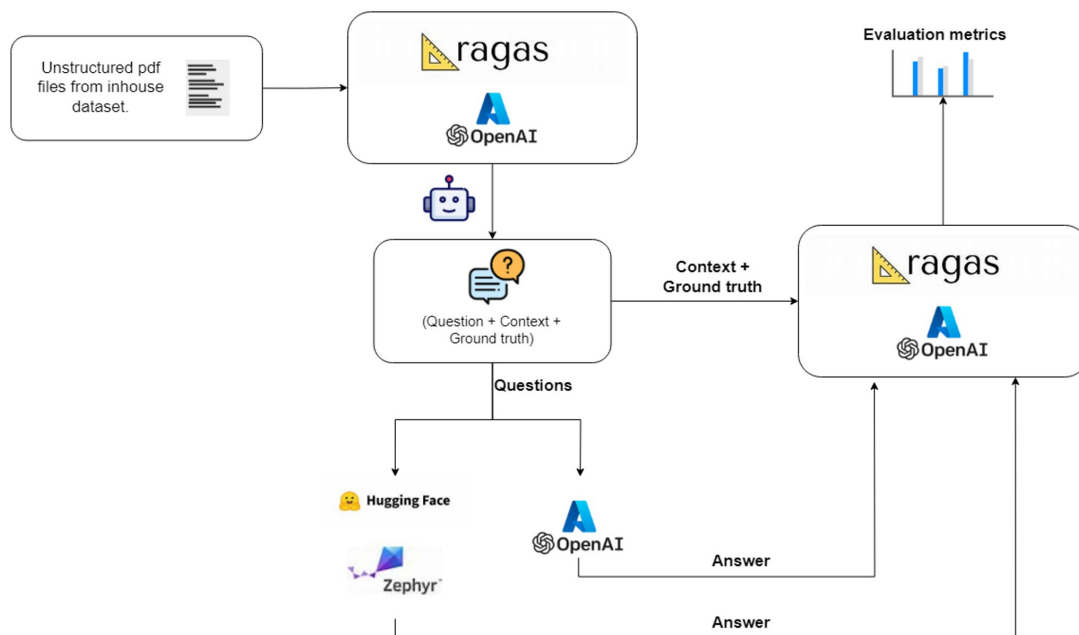 Unstructured pdf
files from inhouse
dataset.
ragas
OpenAI
Evaluation metrics
(Question + Context +
Ground truth)
Context +
Ground truth
ragas
OpenAI
Questions
Hugging Face
Zephyr™
OpenAI
Answer
Answer